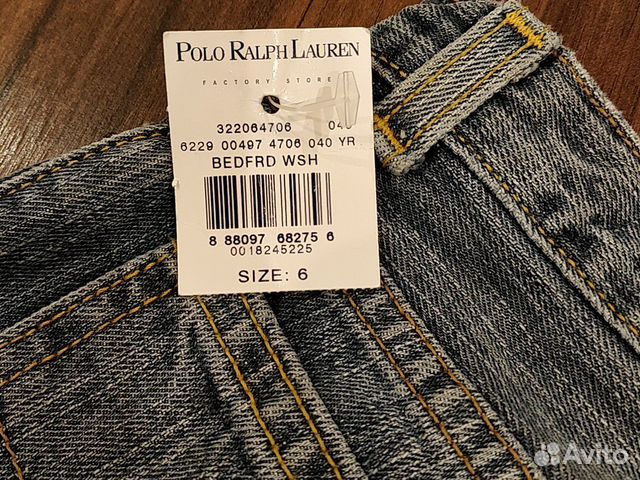 POLO RALPH LAUREN
FACTORY STORE
322064706 040
6229 00497 4706 040 YR
BEDFRD WSH
8 88097 68275 6
0018245225
SIZE: 6
Avito